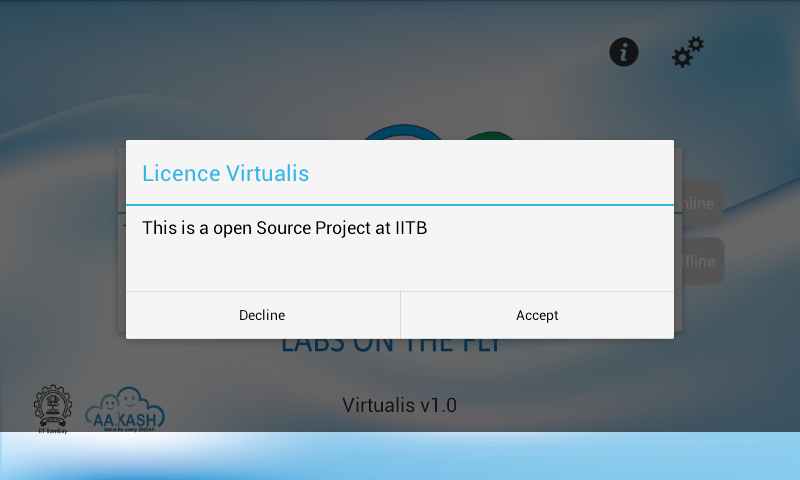 Licence Virtualis
nline
This is a open Source Project at IITB
ffline
Decline
Accept
LABS ON THE FLY
Virtualis v1.0
AAKASH
IIT Bombay